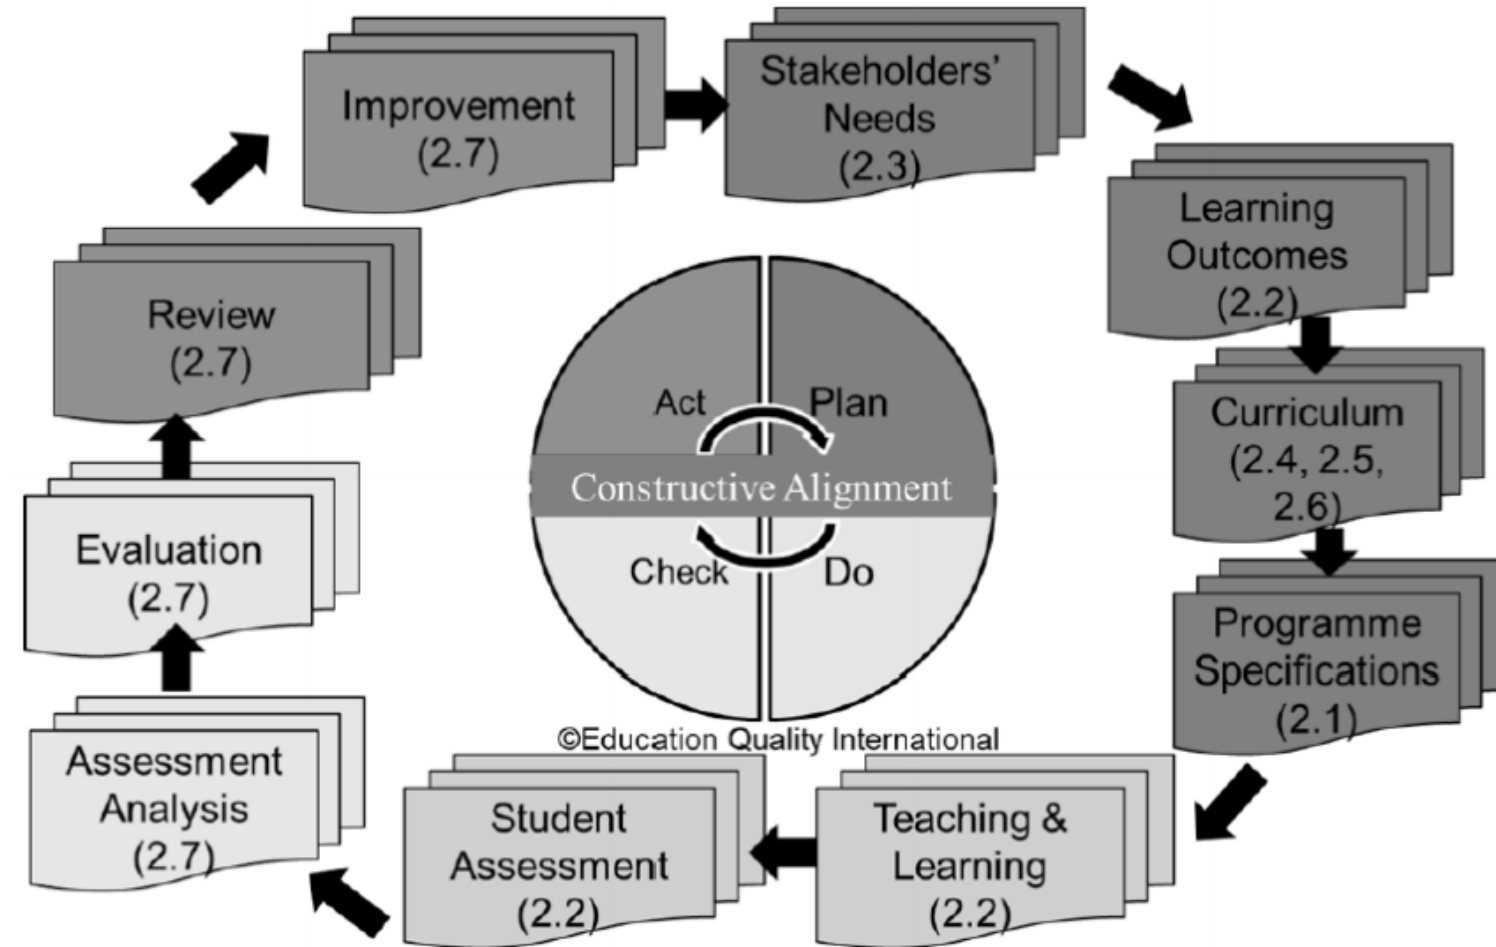 Improvement
(2.7)
Stakeholders’
Needs
(2.3)
Learning
Outcomes
(2.2)
Curriculum
(2.4, 2.5,
2.6)
Programme
Specifications
(2.1)
Teaching &
Learning
(2.2)
Student
Assessment
(2.2)
Assessment
Analysis
(2.7)
Evaluation
(2.7)
Review
(2.7)
Act
Plan
Constructive Alignment
Check
Do
©Education Quality International